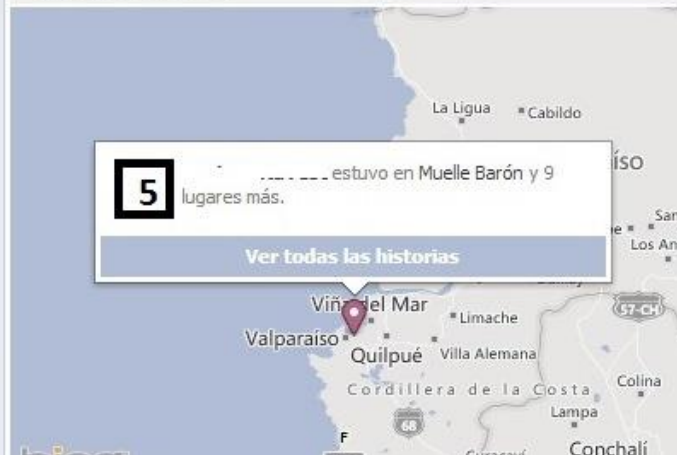 La Ligua
Cabildo
íso
5
estuvo en Muelle Barón y 9
lugares más.
Ver todas las historias
Los An
57-CH
Viña del Mar
Limache
Valparaíso
Quilpué
Villa Alemana
Cordillera de la Costa
Colina
Lampa
68
F
Conchalí